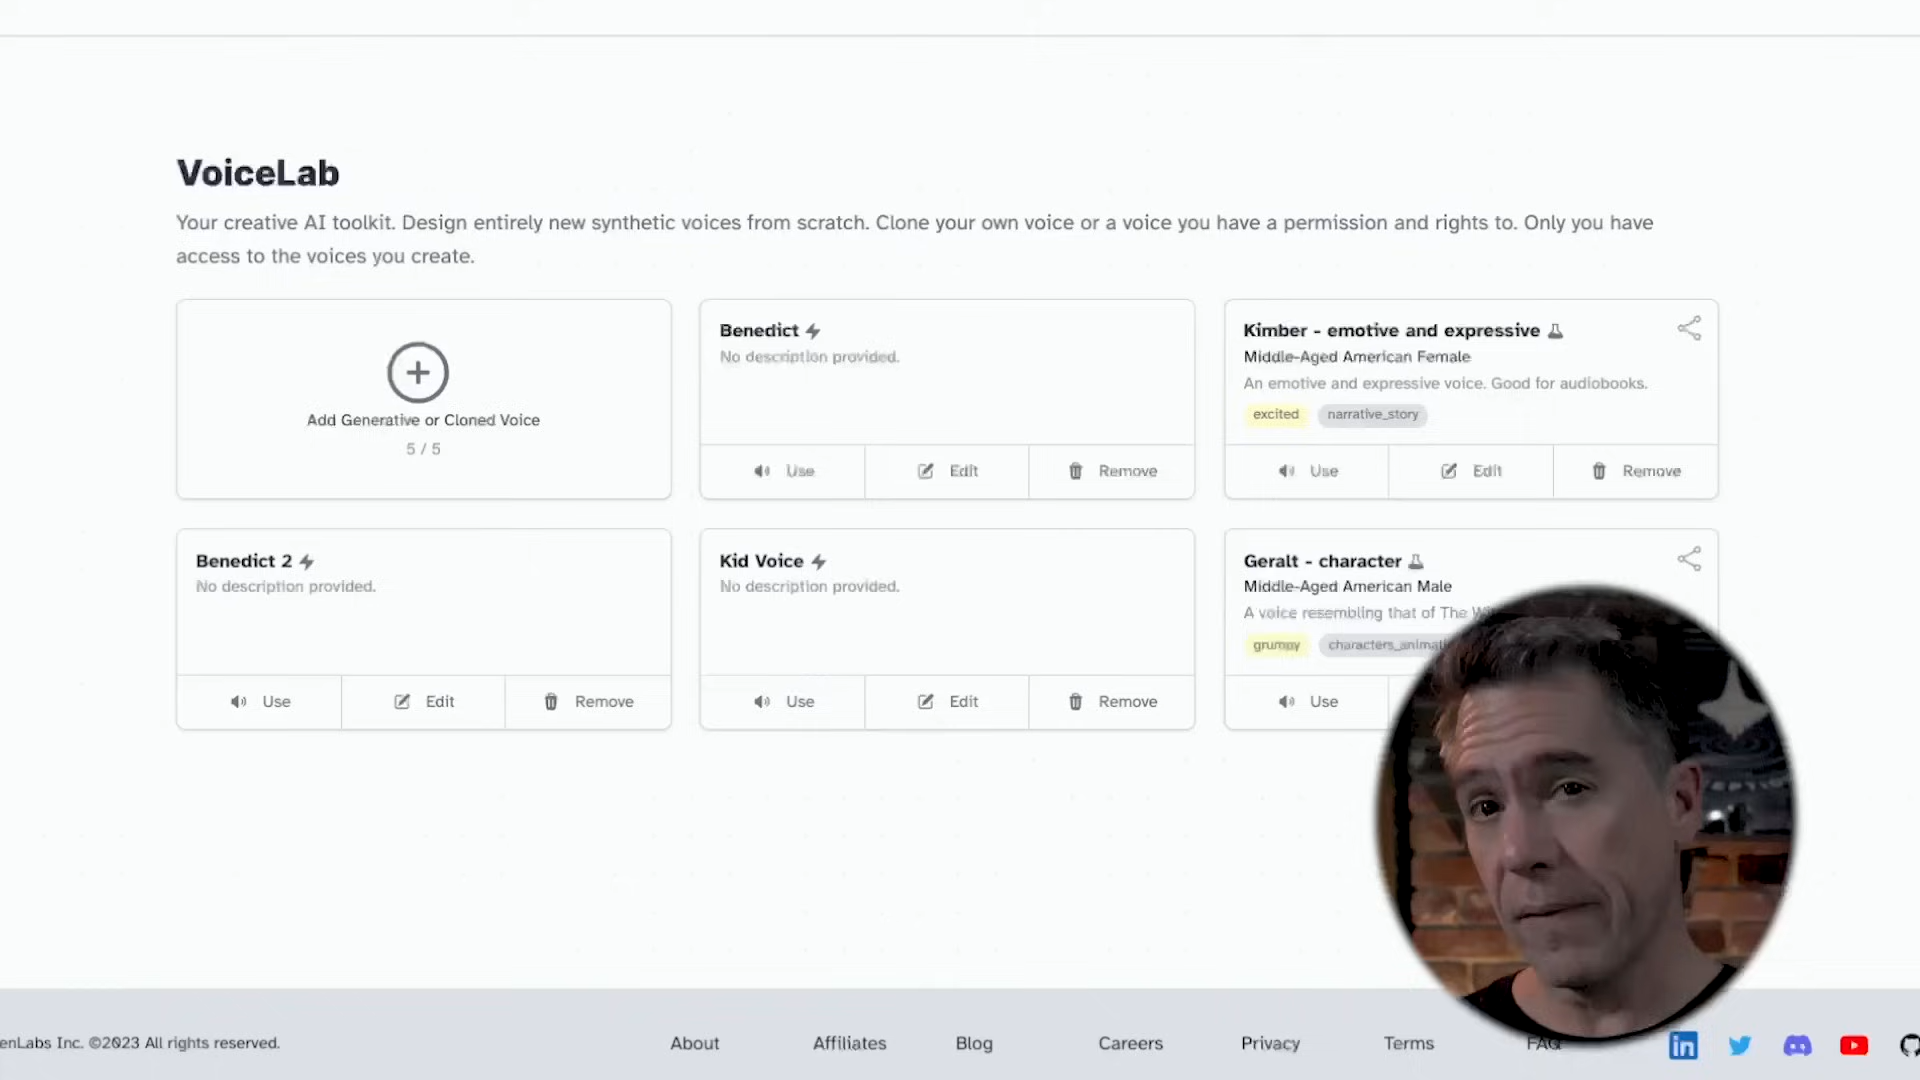 VoiceLab
Your creative AI toolkit. Design entirely new synthetic voices from scratch. Clone your own voice or a voice you have a permission and rights to. Only you have
access to the voices you create.
Add Generative or Cloned Voice
5 / 5
Benedict
No description provided.
Use Edit Remove
Kimber - emotive and expressive
Middle-Aged American Female
An emotive and expressive voice. Good for audiobooks.
excited narrative_story
Use Edit Remove
Benedict 2
No description provided.
Use Edit Remove
Kid Voice
No description provided.
Use Edit Remove
Geralt - character
Middle-Aged American Male
A voice resembling that of The
grumpy
Use
enLabs Inc. ©2023 All rights reserved.
About Affiliates Blog Careers Privacy Terms FAQ
in